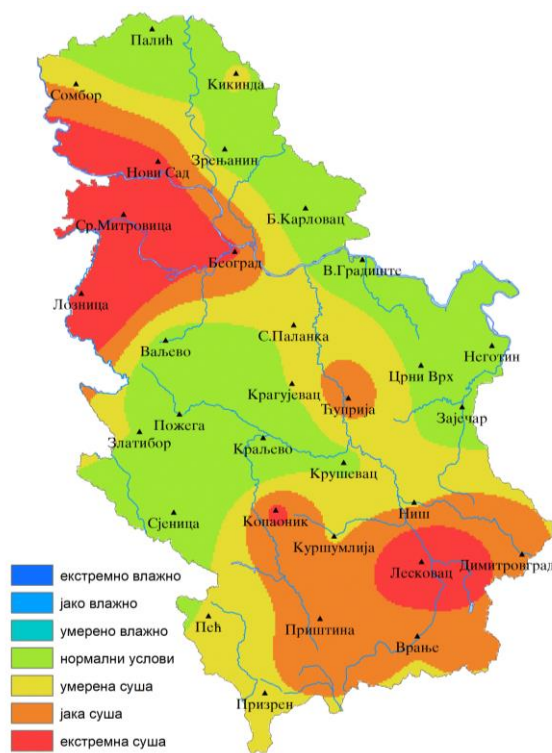 Палић
Кикинда
Сомбор
Зрењанин
Нови Сад
Б.Карловац
Ср.Митровица
Београд
В.Градиште
Лозница
С.Паланка
Ваљево
Неготин
Црни Врх
Крагујевац
Ћуприја
Зајечар
Пожега
Златибор
Краљево
Крушевац
Копаоник
Ниш
Сјеница
Куршумлија
Димитровград
Лесковац
Пећ
Приштина
Врање
Призрен
екстремно влажно
јако влажно
умерено влажно
нормални услови
умерена суша
јака суша
екстремна суша